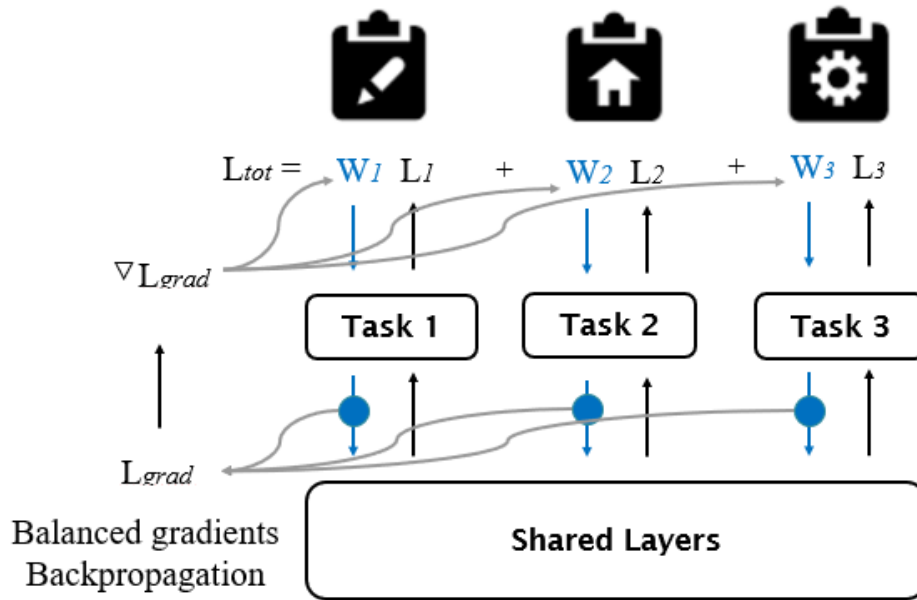 Ltot = W1 L1 + W2 L2 + W3 L3
▽Lgrad
Task 1
Task 2
Task 3
Lgrad
Balanced gradients
Backpropagation
Shared Layers